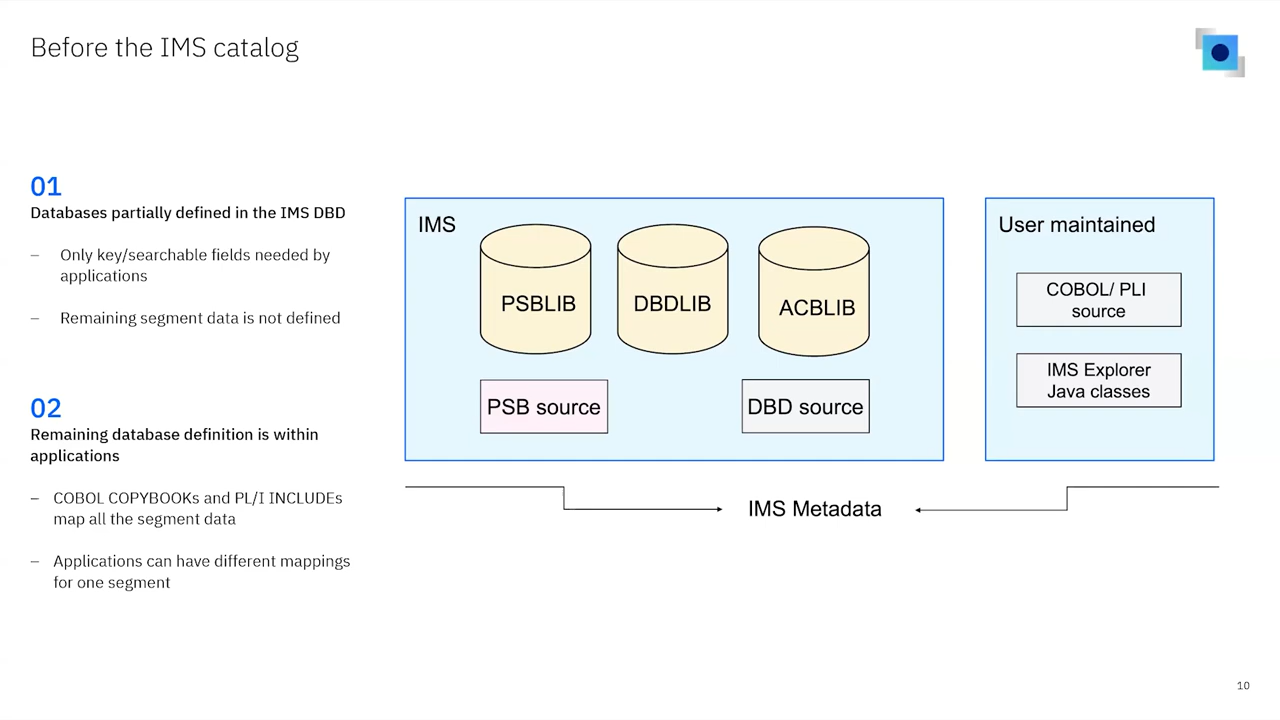 Before the IMS catalog
01
Databases partially defined in the IMS DBD
– Only key/searchable fields needed by
applications
– Remaining segment data is not defined
02
Remaining database definition is within
applications
– COBOL COPYBOOKs and PL/I INCLUDEs
map all the segment data
– Applications can have different mappings
for one segment
IMS
PSBLIB
DBDLIB
ACBLIB
PSB source
DBD source
User maintained
COBOL/ PLI
source
IMS Explorer
Java classes
IMS Metadata
10